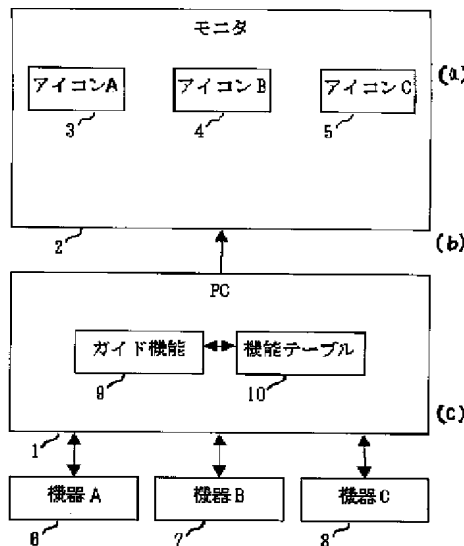 モニタ
アイコンA
アイコンB
アイコンC
(a)
3
4
5
2
(b)
PC
ガイド機能
機能テーブル
9
10
(c)
1
機器A
機器B
機器C
6
7
8